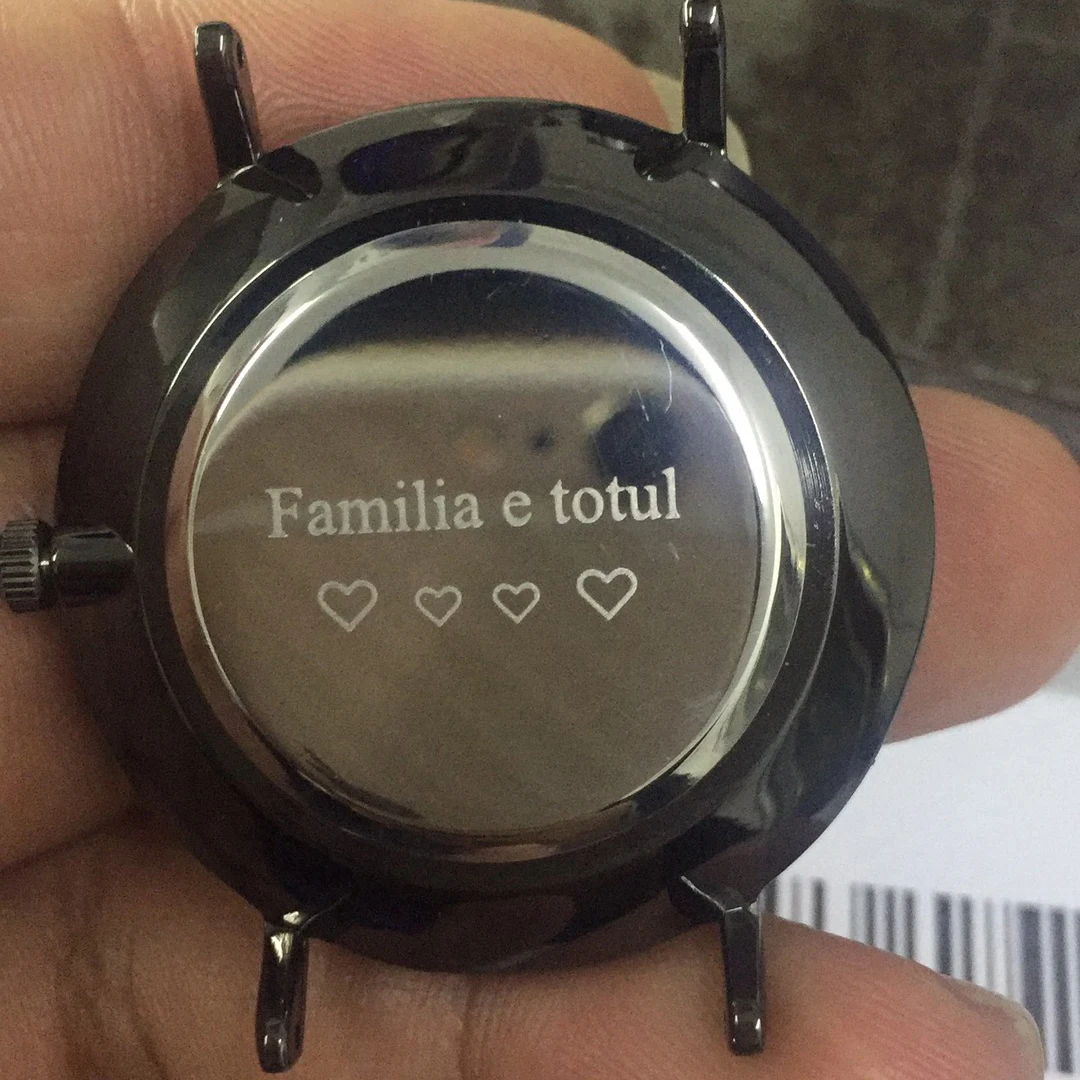 Familia e totul
♡ ♡ ♡ ♡